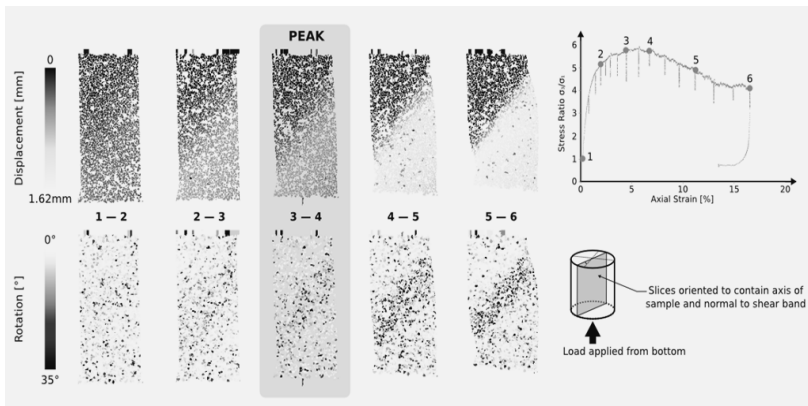 PEAK
Displacement [mm]
0
1.62mm
1 — 2
2 — 3
3 — 4
4 — 5
5 — 6
Rotation [°]
0°
35°
Stress Ratio σ₁/σ₃
6
5
4
3
2
1
0
0
5
10
15
20
Axial Strain [%]
1
2
3
4
5
6
Slices oriented to contain axis of
sample and normal to shear band
Load applied from bottom